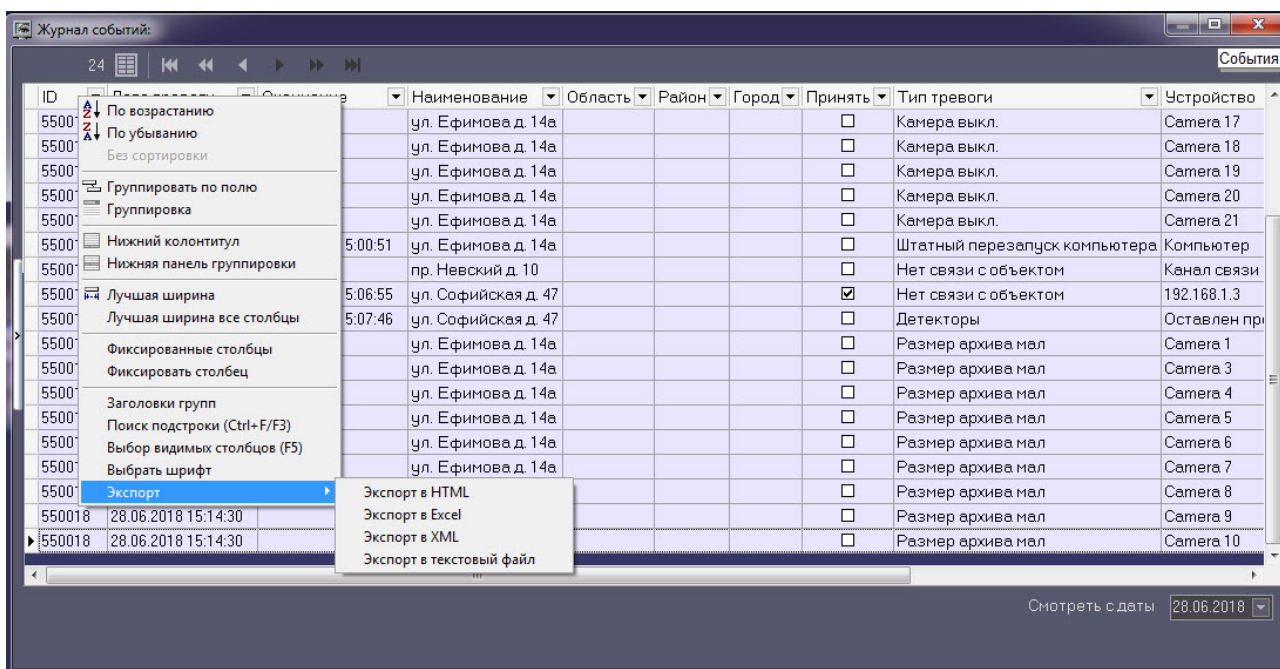 Журнал событий:
24
События
ID Наименование Область Район Город Принять Тип тревоги Устройство
По возрастанию
По убыванию
Без сортировки
Группировать по полю
Группировка
Нижний колонтитул
Нижняя панель группировки
Лучшая ширина
Лучшая ширина все столбцы
Фиксированные столбцы
Фиксировать столбец
Заголовки групп
Поиск подстроки (Ctrl+F/F3)
Выбор видимых столбцов (F5)
Выбрать шрифт
Экспорт
Экспорт в HTML
Экспорт в Excel
Экспорт в XML
Экспорт в текстовый файл
ул. Ефимова д. 14а Камера выкл. Camera 17
ул. Ефимова д. 14а Камера выкл. Camera 18
ул. Ефимова д. 14а Камера выкл. Camera 19
ул. Ефимова д. 14а Камера выкл. Camera 20
ул. Ефимова д. 14а Камера выкл. Camera 21
5:00:51 ул. Ефимова д. 14а Штатный перезапуск компьютера Компьютер
пр. Невский д. 10 Нет связи с объектом Канал связи
5:06:55 ул. Софийская д. 47 Нет связи с объектом 192.168.1.3
5:07:46 ул. Софийская д. 47 Детекторы Оставлен
ул. Ефимова д. 14а Размер архива мал Camera 1
ул. Ефимова д. 14а Размер архива мал Camera 3
ул. Ефимова д. 14а Размер архива мал Camera 4
ул. Ефимова д. 14а Размер архива мал Camera 5
ул. Ефимова д. 14а Размер архива мал Camera 6
ул. Ефимова д. 14а Размер архива мал Camera 7
Размер архива мал Camera 8
550018 28.06.2018 15:14:30 Размер архива мал Camera 9
550018 28.06.2018 15:14:30 Размер архива мал Camera 10
Смотреть с даты 28.06.2018